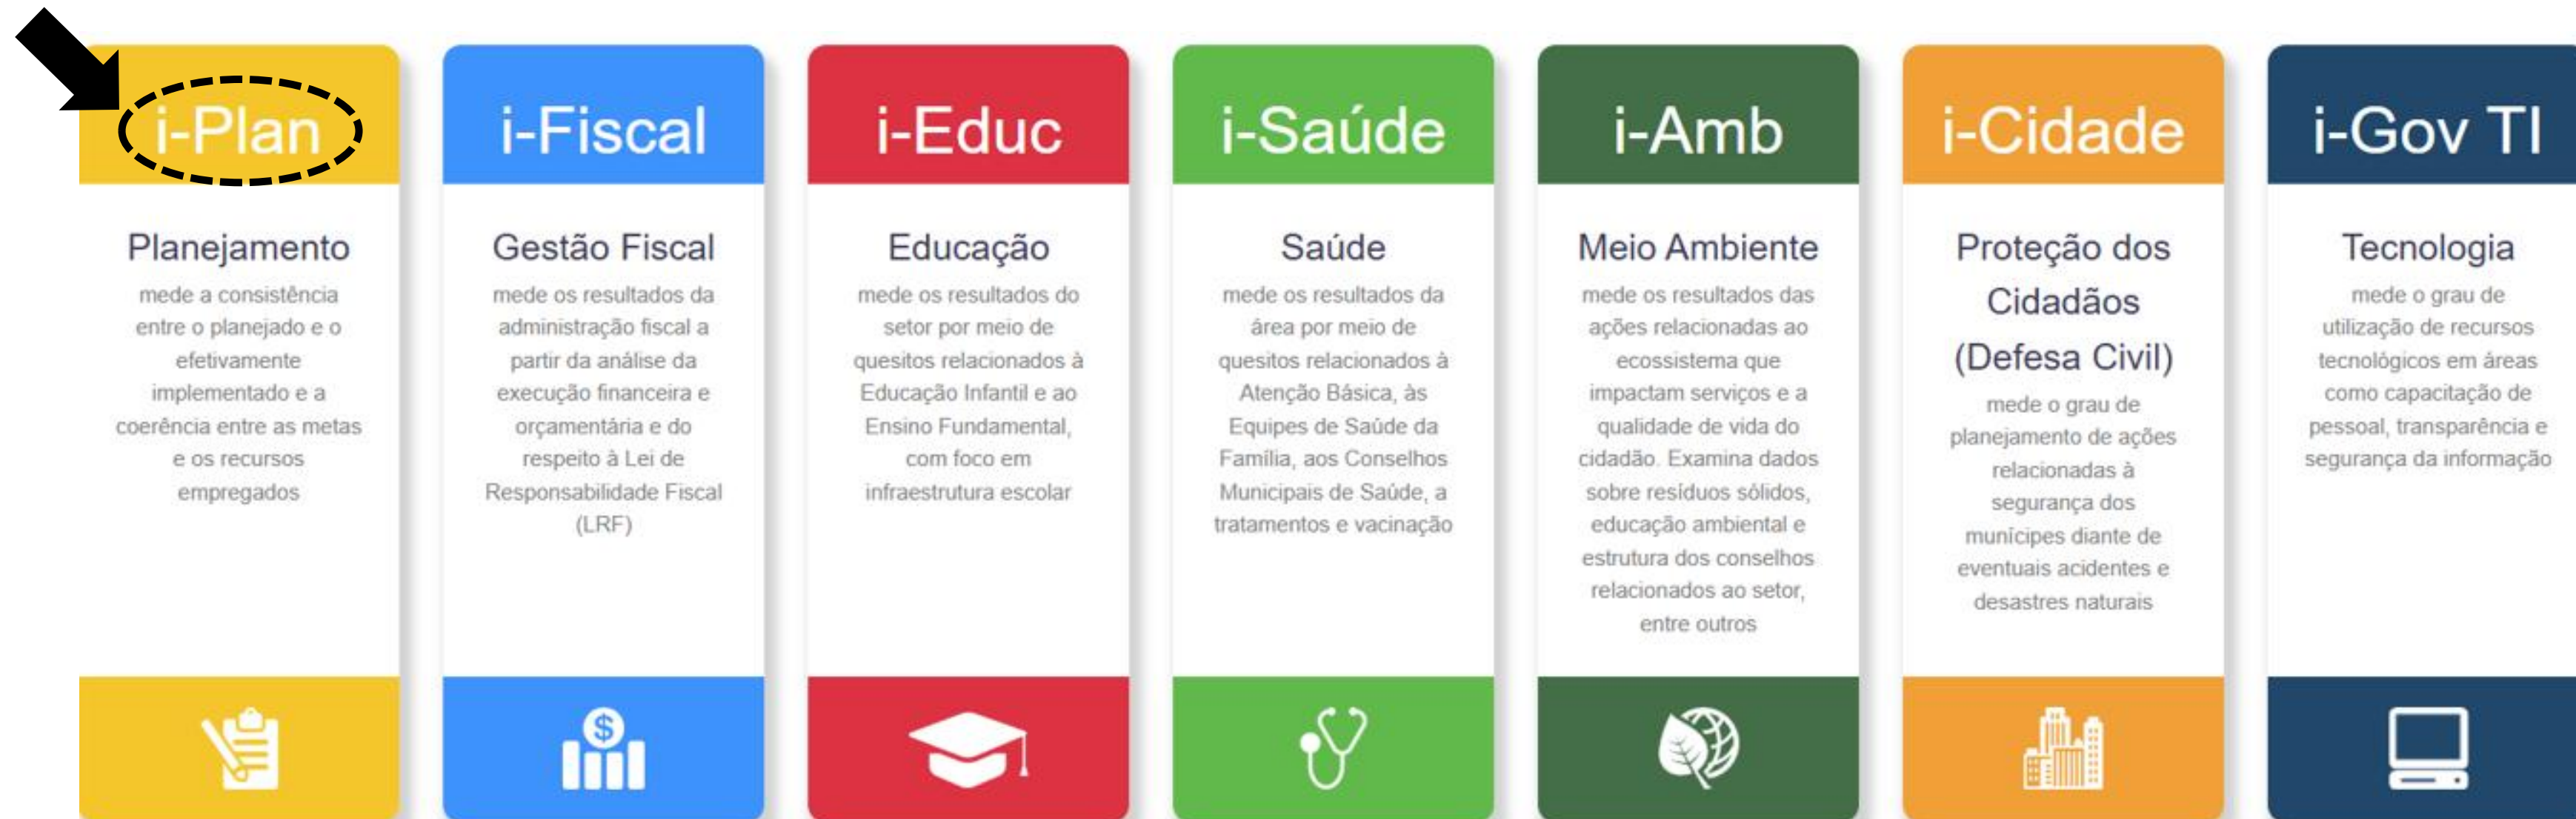 i-Plan
Planejamento
mede a consistência
entre o planejado e o
efetivamente
implementado e a
coerência entre as metas
e os recursos
empregados
i-Fiscal
Gestão Fiscal
mede os resultados da
administração fiscal a
partir da análise da
execução financeira e
orçamentária e do
respeito à Lei de
Responsabilidade Fiscal
(LRF)
$
i-Educ
Educação
mede os resultados do
setor por meio de
quesitos relacionados à
Educação Infantil e ao
Ensino Fundamental,
com foco em
infraestrutura escolar
i-Saúde
Saúde
mede os resultados da
área por meio de
quesitos relacionados à
Atenção Básica, às
Equipes de Saúde da
Família, aos Conselhos
Municipais de Saúde, a
tratamentos e vacinação
i-Amb
Meio Ambiente
mede os resultados das
ações relacionadas ao
ecossistema que
impactam serviços e a
qualidade de vida do
cidadão. Examina dados
sobre resíduos sólidos,
educação ambiental e
estrutura dos conselhos
relacionados ao setor,
entre outros
i-Cidade
Proteção dos
Cidadãos
(Defesa Civil)
mede o grau de
planejamento de ações
relacionadas à
segurança dos
munícipes diante de
eventuais acidentes e
desastres naturais
i-Gov TI
Tecnologia
mede o grau de
utilização de recursos
tecnológicos em áreas
como capacitação de
pessoal, transparência e
segurança da informação